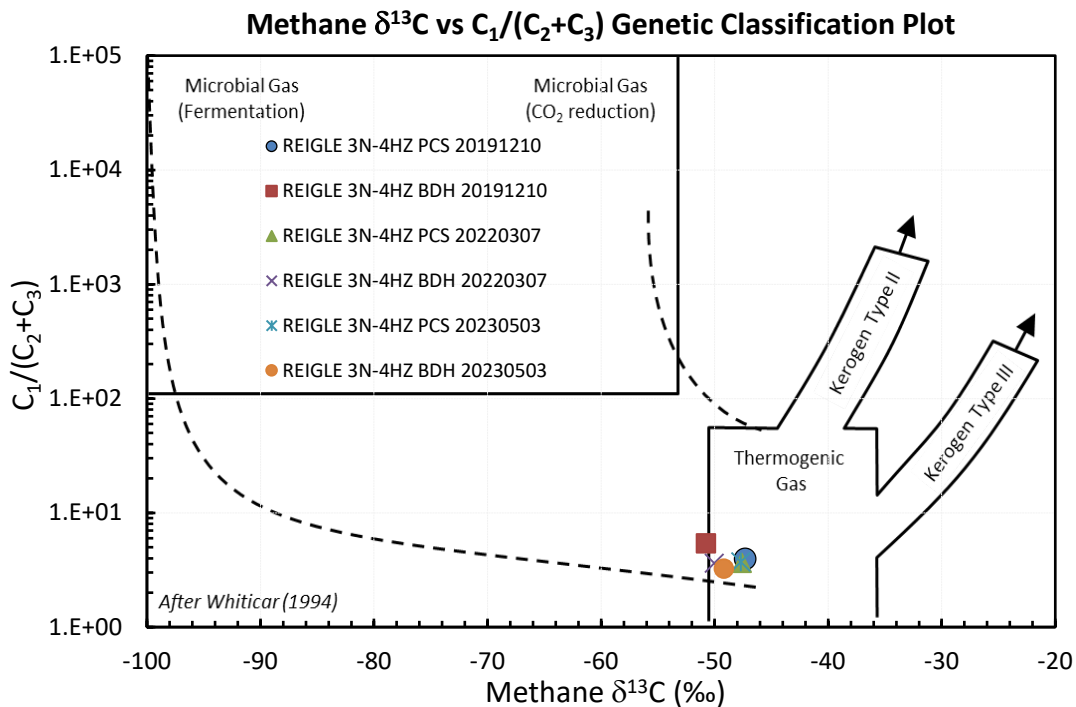 Methane δ¹³C vs C₁/(C₂+C₃) Genetic Classification Plot
C₁/(C₂+C₃)
1.E+05
1.E+04
1.E+03
1.E+02
1.E+01
1.E+00
Microbial Gas
(Fermentation)
Microbial Gas
(CO₂ reduction)
REIGLE 3N-4HZ PCS 20191210
REIGLE 3N-4HZ BDH 20191210
REIGLE 3N-4HZ PCS 20220307
REIGLE 3N-4HZ BDH 20220307
REIGLE 3N-4HZ PCS 20230503
REIGLE 3N-4HZ BDH 20230503
Kerogen Type II
Kerogen Type III
Thermogenic
Gas
After Whiticar (1994)
-100 -90 -80 -70 -60 -50 -40 -30 -20
Methane δ¹³C (‰)